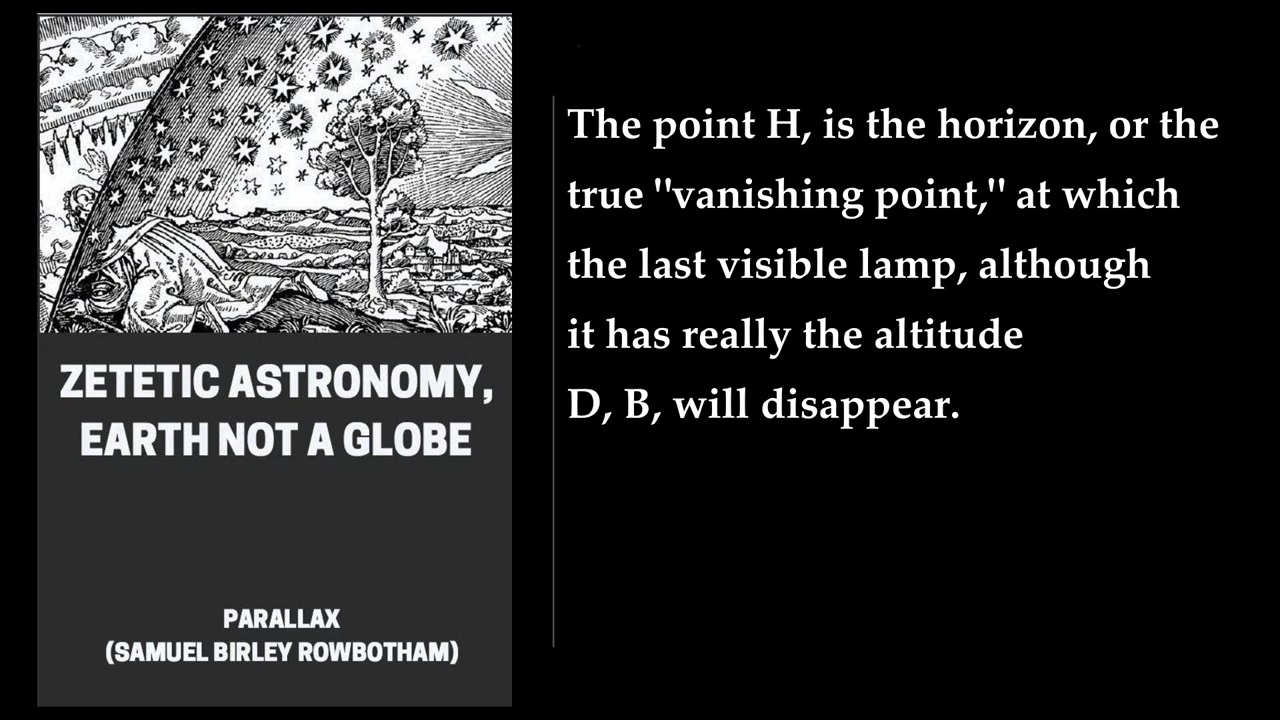 ZETETIC ASTRONOMY,
EARTH NOT A GLOBE
PARALLAX
(SAMUEL BIRLEY ROWBOTHAM)
The point H, is the horizon, or the
true "vanishing point," at which
the last visible lamp, although
it has really the altitude
D, B, will disappear.